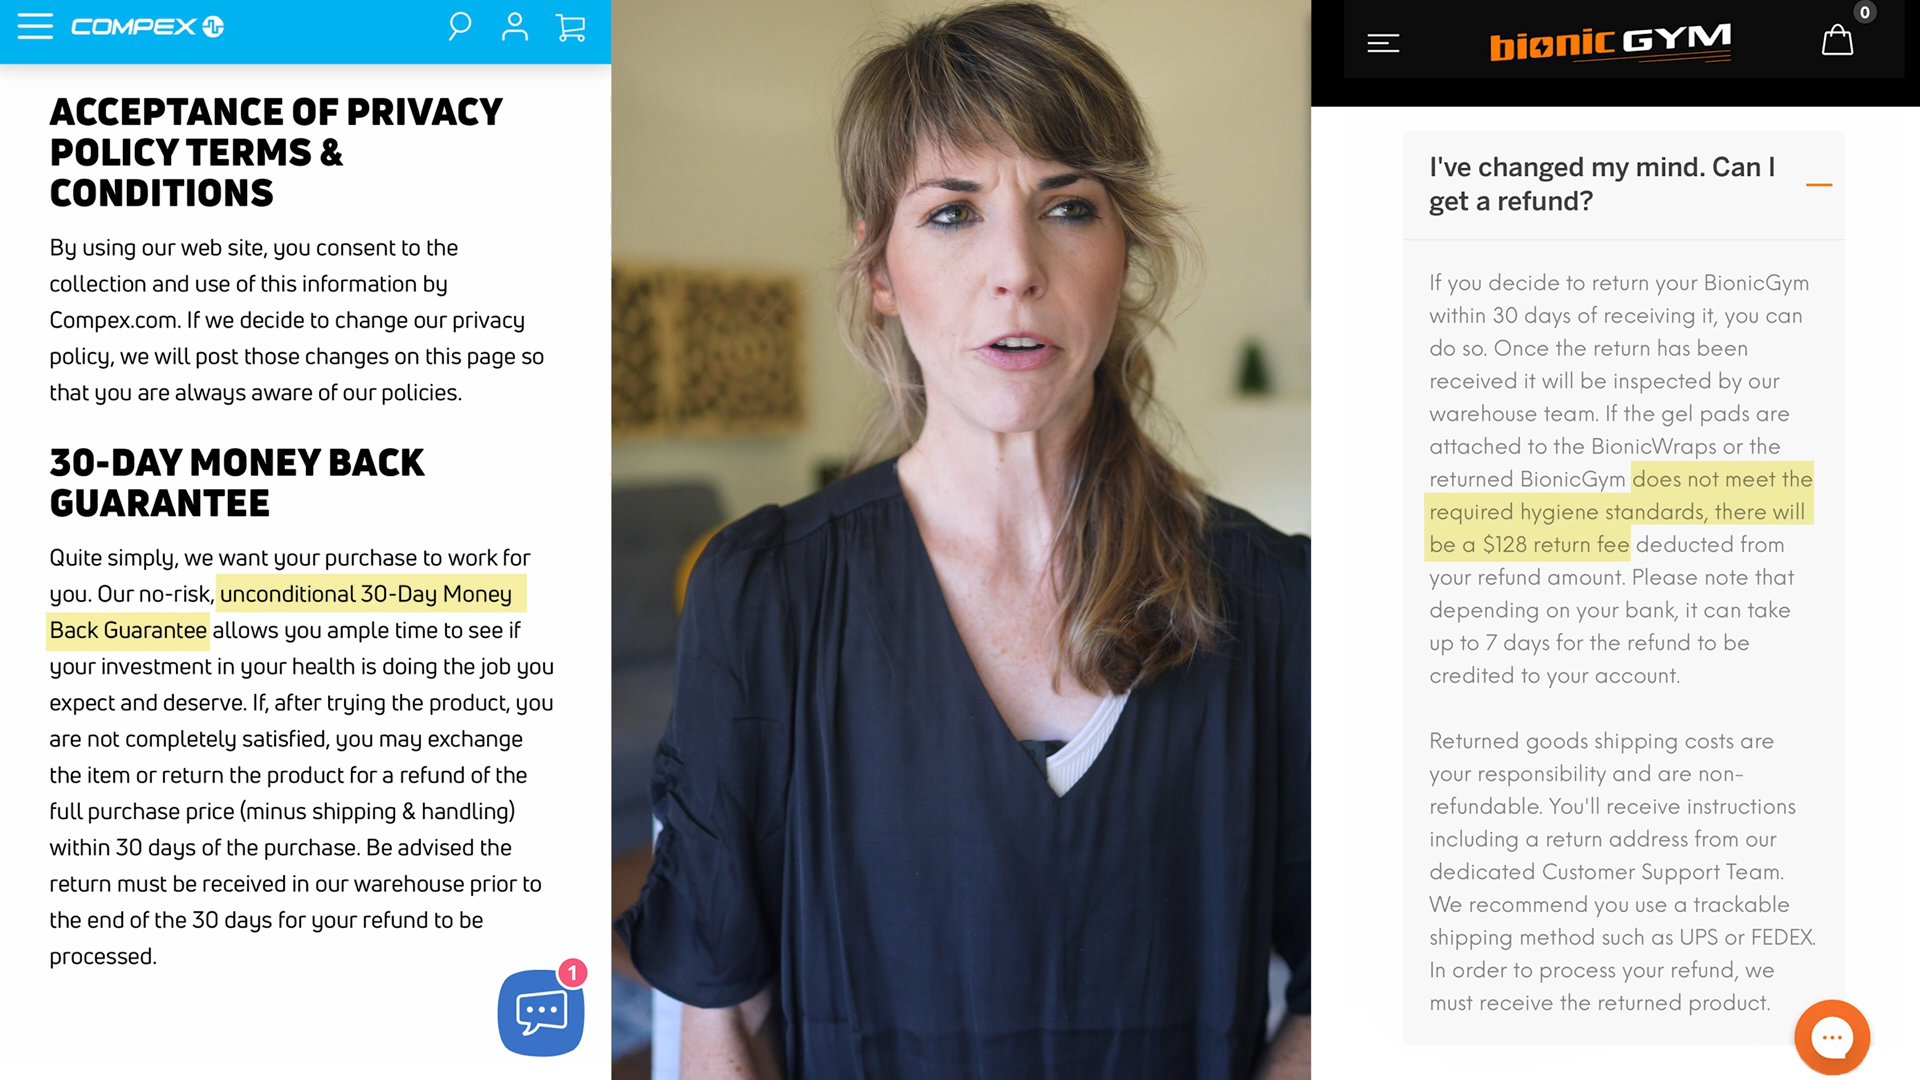 COMPEX
ACCEPTANCE OF PRIVACY
POLICY TERMS &
CONDITIONS
By using our web site, you consent to the
collection and use of this information by
Compex.com. If we decide to change our privacy
policy, we will post those changes on this page so
that you are always aware of our policies.
30-DAY MONEY BACK
GUARANTEE
Quite simply, we want your purchase to work for
you. Our no-risk, unconditional 30-Day Money
Back Guarantee allows you ample time to see if
your investment in your health is doing the job you
expect and deserve. If, after trying the product, you
are not completely satisfied, you may exchange
the item or return the product for a refund of the
full purchase price (minus shipping & handling)
within 30 days of the purchase. Be advised the
return must be received in our warehouse prior to
the end of the 30 days for your refund to be
processed.
1
bionic GYM
0
I've changed my mind. Can I
get a refund?
If you decide to return your BionicGym
within 30 days of receiving it, you can
do so. Once the return has been
received it will be inspected by our
warehouse team. If the gel pads are
attached to the BionicWraps or the
returned BionicGym does not meet the
required hygiene standards, there will
be a $128 return fee deducted from
your refund amount. Please note that
depending on your bank, it can take
up to 7 days for the refund to be
credited to your account.
Returned goods shipping costs are
your responsibility and are non-
refundable. You'll receive instructions
including a return address from our
dedicated Customer Support Team.
We recommend you use a trackable
shipping method such as UPS or FEDEX.
In order to process your refund, we
must receive the returned product.